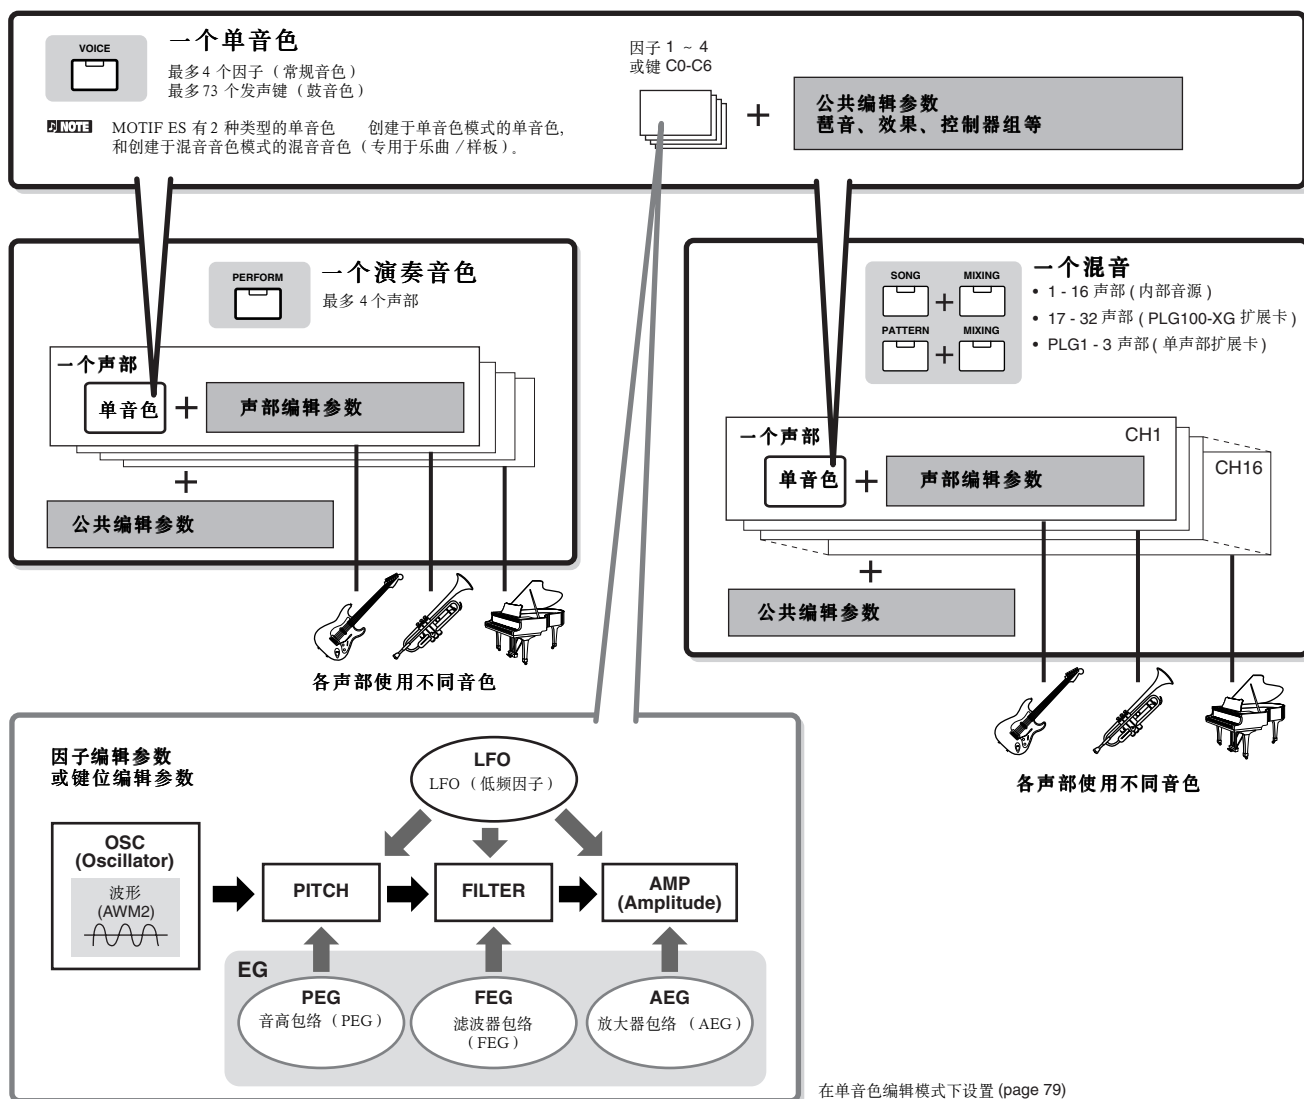 VOICE
一个单音色
最多4 个因子（常规音色）
最多73 个发声键（鼓音色）
NOTE MOTIF ES 有2 种类型的单音色 创建于单音色模式的单音色，
和创建于混音音色模式的混音音色（专用于乐曲 /样板）。
因子 1 ~ 4
或键 C0-C6
+
公共编辑参数
琶音、效果、控制器组等
PERFORM
一个演奏音色
最多 4个声部
一个声部
单音色 + 声部编辑参数
+
公共编辑参数
各声部使用不同音色
SONG + MIXING
PATTERN + MIXING
一个混音
• 1 - 16 声部 ( 内部音源 )
• 17 - 32 声部 ( PLG100-XG 扩展卡 )
• PLG1 - 3 声部 ( 单声部扩展卡 )
一个声部 CH1
CH16
单音色 + 声部编辑参数
+
公共编辑参数
各声部使用不同音色
因子编辑参数
或键位编辑参数
LFO
LFO （低频因子）
OSC
(Oscillator)
波形
(AWM2)
PITCH
FILTER
AMP
(Amplitude)
EG
PEG
音高包络 （PEG）
FEG
滤波器包络
（FEG）
AEG
放大器包络 （AEG）
在单音色编辑模式下设置 (page 79)